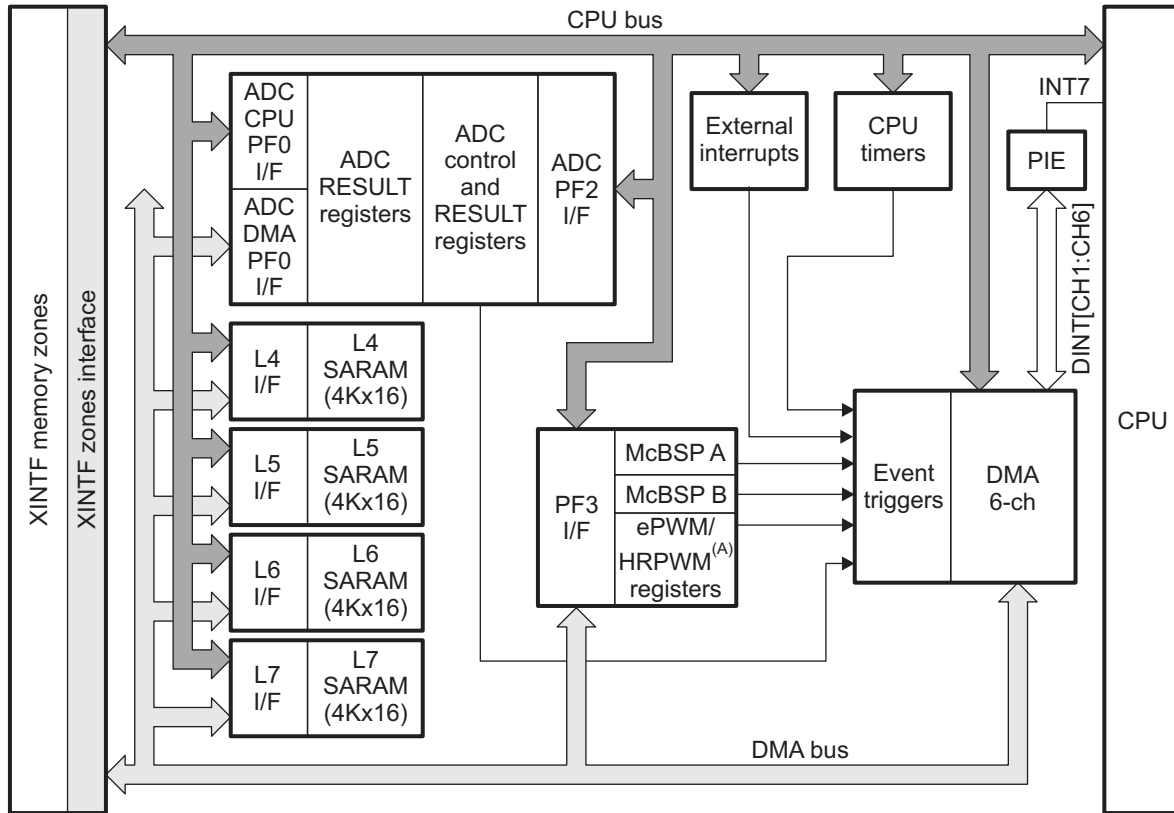 CPU bus
INT7
ADC
CPU
PF0
I/F
ADC
DMA
PF0
I/F
ADC
RESULT
registers
ADC
control
and
RESULT
registers
ADC
PF2
I/F
External
interrupts
CPU
timers
PIE
DINT[CH1:CH6]
XINTF memory zones
XINTF zones interface
L4
I/F
L4
SARAM
(4Kx16)
L5
I/F
L5
SARAM
(4Kx16)
L6
I/F
L6
SARAM
(4Kx16)
L7
I/F
L7
SARAM
(4Kx16)
PF3
I/F
McBSP A
McBSP B
ePWM/
HRPWM(A)
registers
Event
triggers
DMA
6-ch
CPU
DMA bus